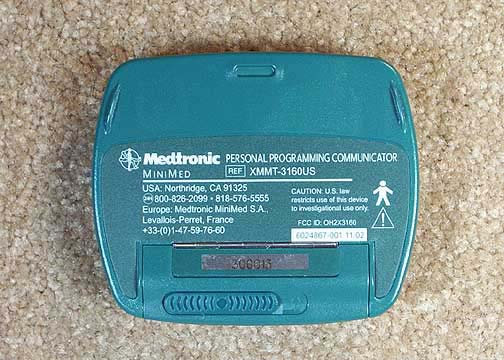 Medtronic
MINIMED
PERSONAL PROGRAMMING COMMUNICATOR
REF XMMT-3160US
USA: Northridge, CA 91325
800-826-2099 • 818-576-5555
Europe: Medtronic MiniMed S.A.,
Levallois-Perret, France
+33-(0)1-47-59-76-60
CAUTION: U.S. law
restricts use of this device
to investigational use only.
FCC ID: OH2X3160
6024867-001 11.02